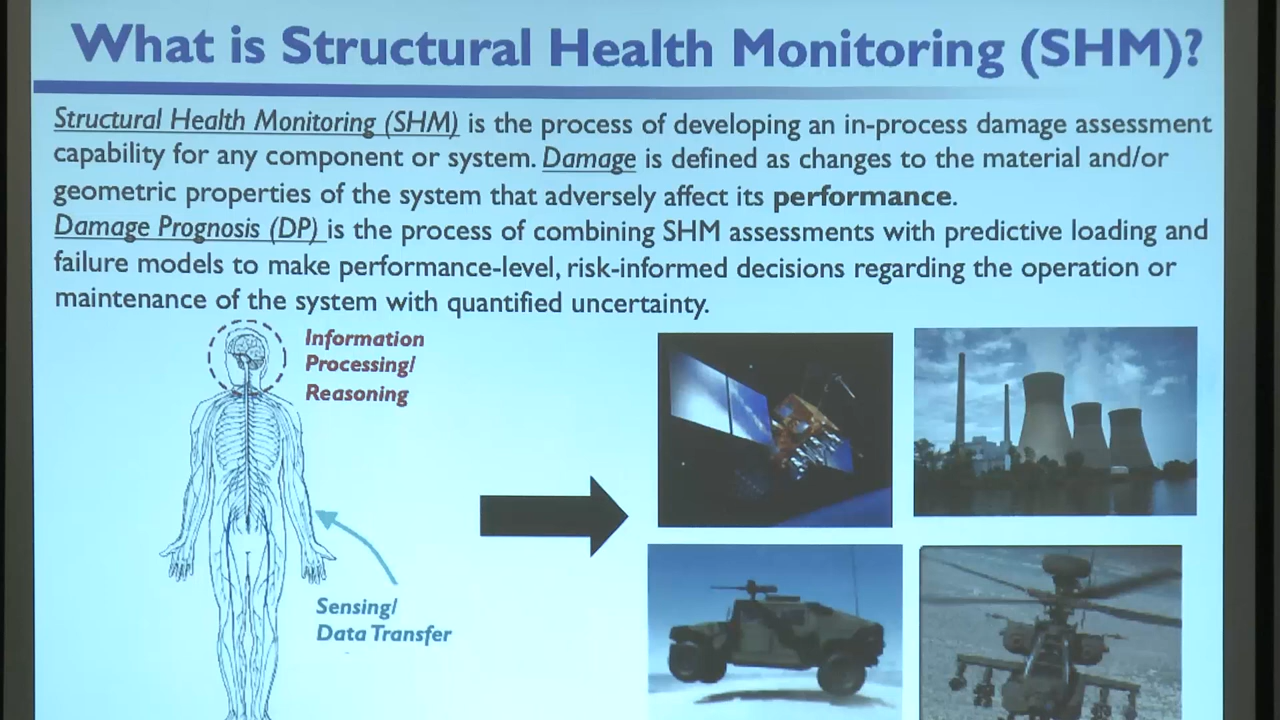 What is Structural Health Monitoring (SHM)?
Structural Health Monitoring (SHM) is the process of developing an in-process damage assessment
capability for any component or system. Damage is defined as changes to the material and/or
geometric properties of the system that adversely affect its performance.
Damage Prognosis (DP) is the process of combining SHM assessments with predictive loading and
failure models to make performance-level, risk-informed decisions regarding the operation or
maintenance of the system with quantified uncertainty.
Information
Processing/
Reasoning
Sensing/
Data Transfer